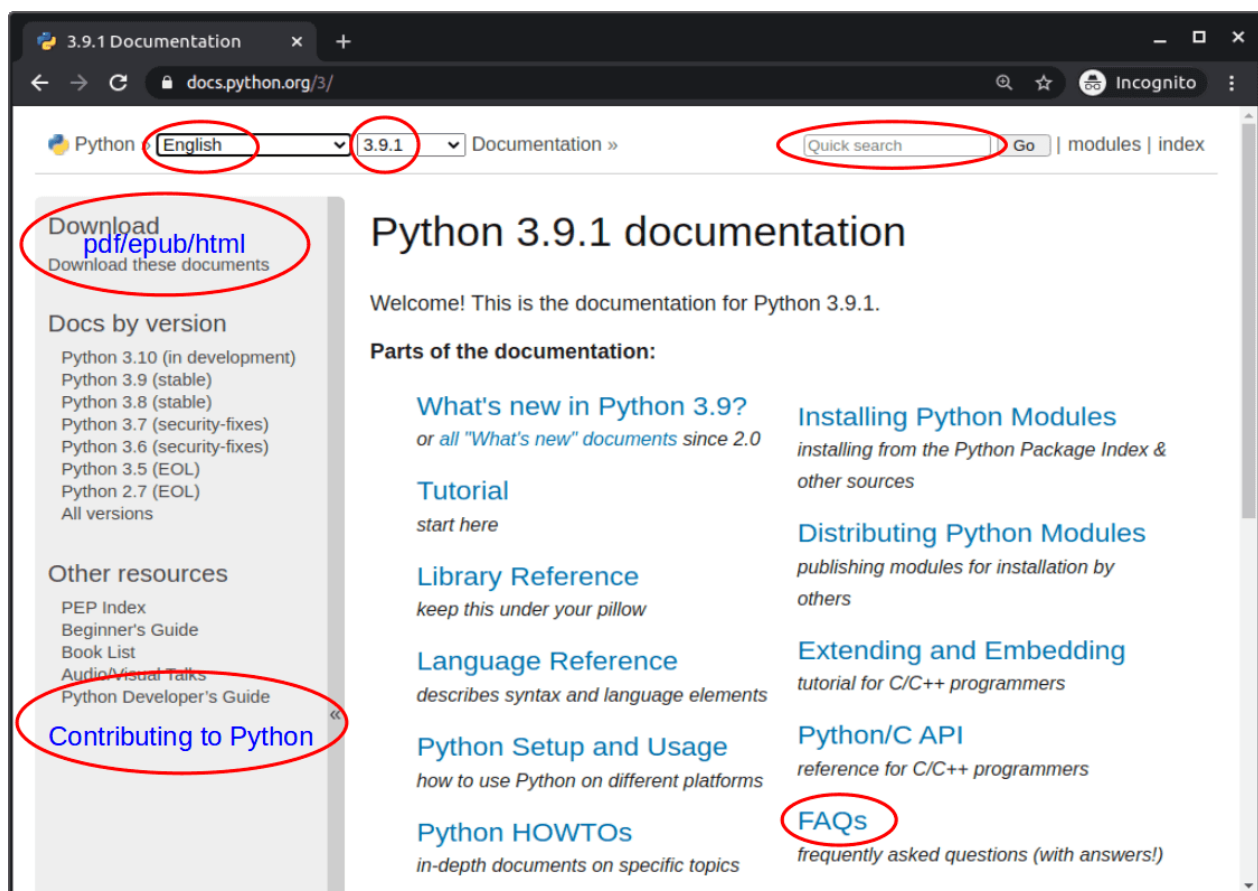 3.9.1 Documentation
docs.python.org/3/
Incognito
Python » English 3.9.1 Documentation »
Quick search Go | modules | index
Download
pdf/epub/html
Download these documents
Docs by version
Python 3.10 (in development)
Python 3.9 (stable)
Python 3.8 (stable)
Python 3.7 (security-fixes)
Python 3.6 (security-fixes)
Python 3.5 (EOL)
Python 2.7 (EOL)
All versions
Other resources
PEP Index
Beginner's Guide
Book List
Audio/Visual Talks
Python Developer's Guide
«
Contributing to Python
Python 3.9.1 documentation
Welcome! This is the documentation for Python 3.9.1.
Parts of the documentation:
What's new in Python 3.9?
or all "What's new" documents since 2.0
Tutorial
start here
Library Reference
keep this under your pillow
Language Reference
describes syntax and language elements
Python Setup and Usage
how to use Python on different platforms
Python HOWTOs
in-depth documents on specific topics
Installing Python Modules
installing from the Python Package Index &
other sources
Distributing Python Modules
publishing modules for installation by
others
Extending and Embedding
tutorial for C/C++ programmers
Python/C API
reference for C/C++ programmers
FAQs
frequently asked questions (with answers!)